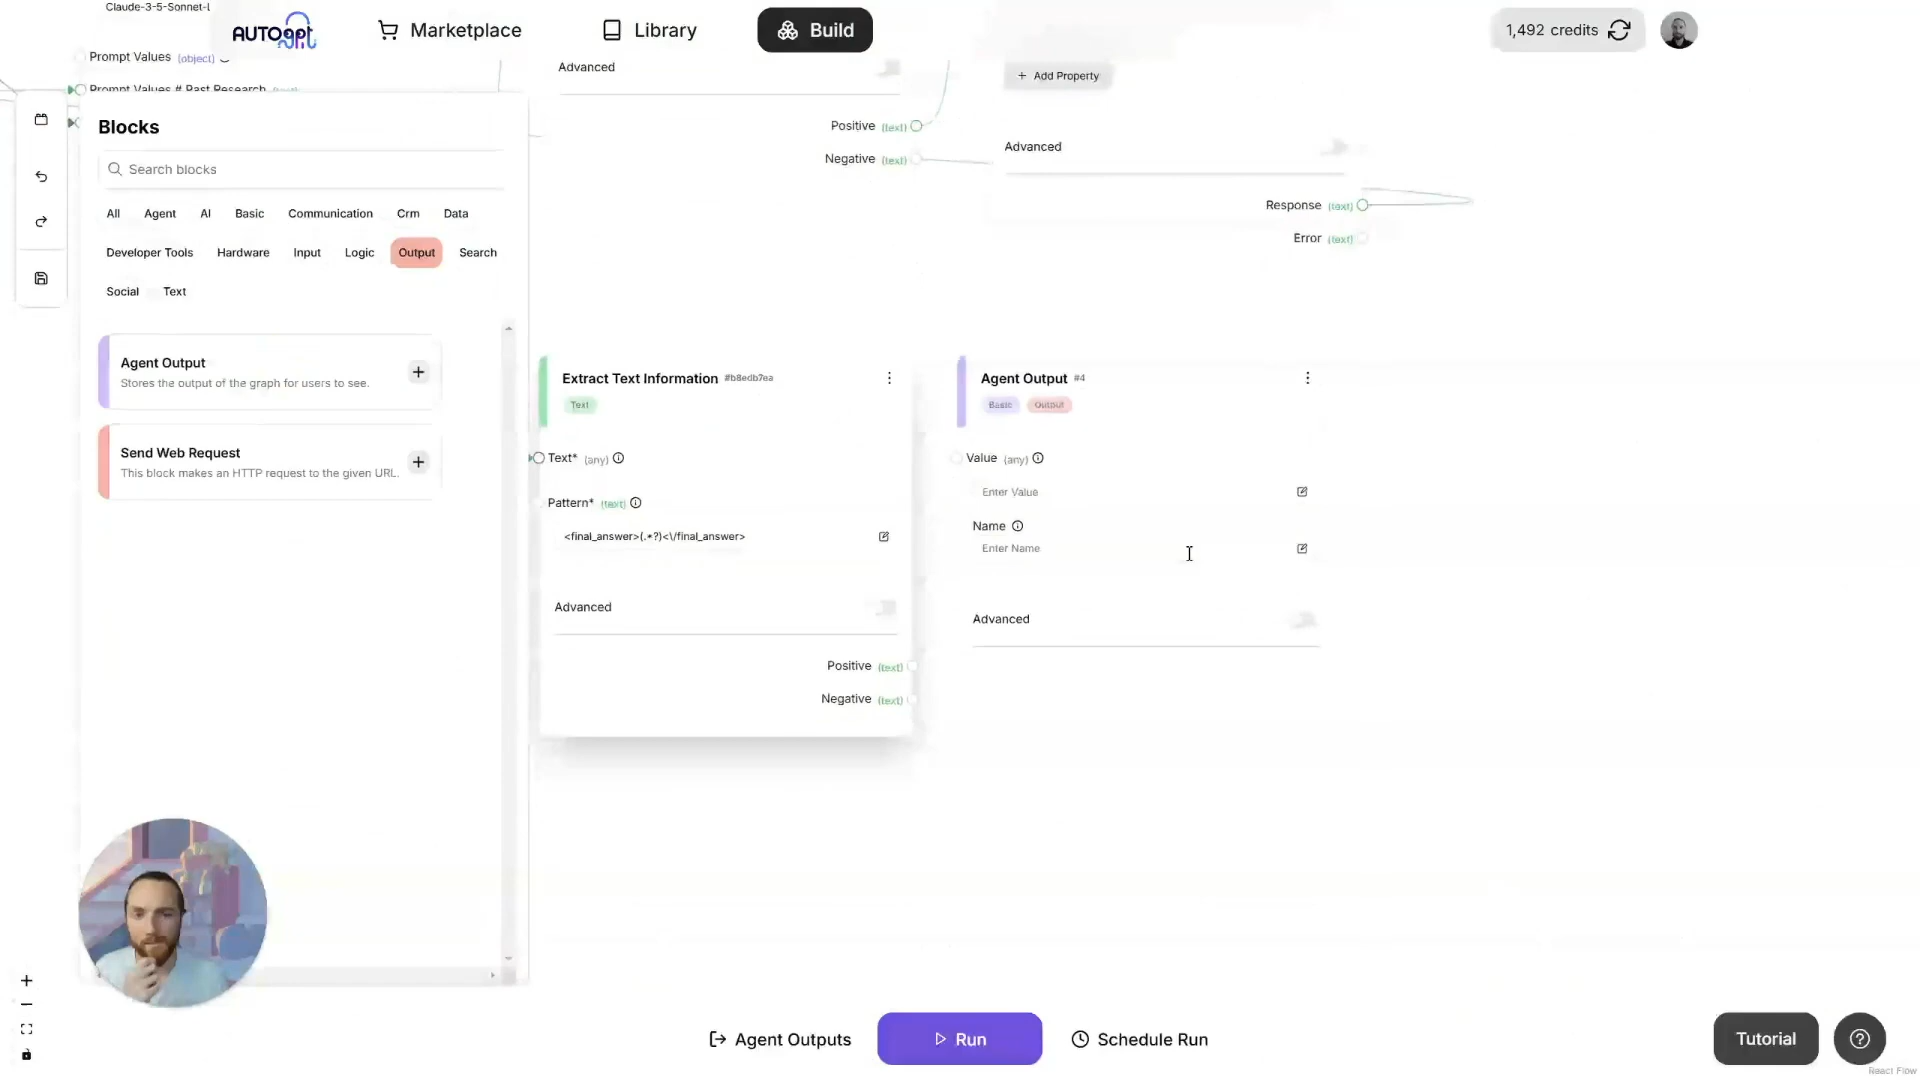 Claude-3-5-Sonnet-L
AUTOgpt
Marketplace
Library
Build
1,492 credits
Prompt Values (object)
Prompt Values # Past Research (text)
Blocks
Search blocks
All Agent AI Basic Communication Crm Data
Developer Tools Hardware Input Logic Output Search
Social Text
Agent Output
Stores the output of the graph for users to see.
Send Web Request
This block makes an HTTP request to the given URL.
Advanced
Positive (text)
Negative (text)
+ Add Property
Advanced
Response (text)
Error (text)
Extract Text Information #b8edb7ea
Text
Text* (any)
Pattern* (text)
<final_answer>(.*?)<\/final_answer>
Advanced
Positive (text)
Negative (text)
Agent Output #4
Basic Output
Value (any)
Enter Value
Name
Enter Name
Advanced
Agent Outputs
Run
Schedule Run
Tutorial
React Flow